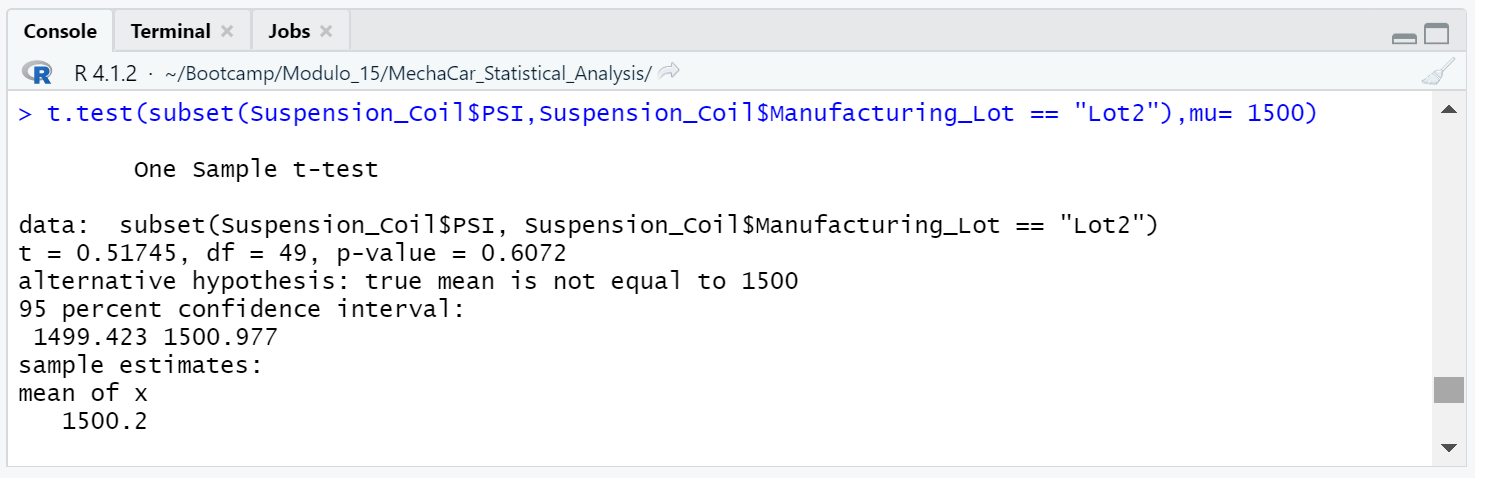 Console Terminal Jobs
R 4.1.2 · ~/Bootcamp/Modulo_15/MechaCar_Statistical_Analysis/
> t.test(subset(Suspension_Coil$PSI,Suspension_Coil$Manufacturing_Lot == "Lot2"),mu= 1500)
One Sample t-test
data:  subset(Suspension_Coil$PSI, Suspension_Coil$Manufacturing_Lot == "Lot2")
t = 0.51745, df = 49, p-value = 0.6072
alternative hypothesis: true mean is not equal to 1500
95 percent confidence interval:
1499.423 1500.977
sample estimates:
mean of x
1500.2